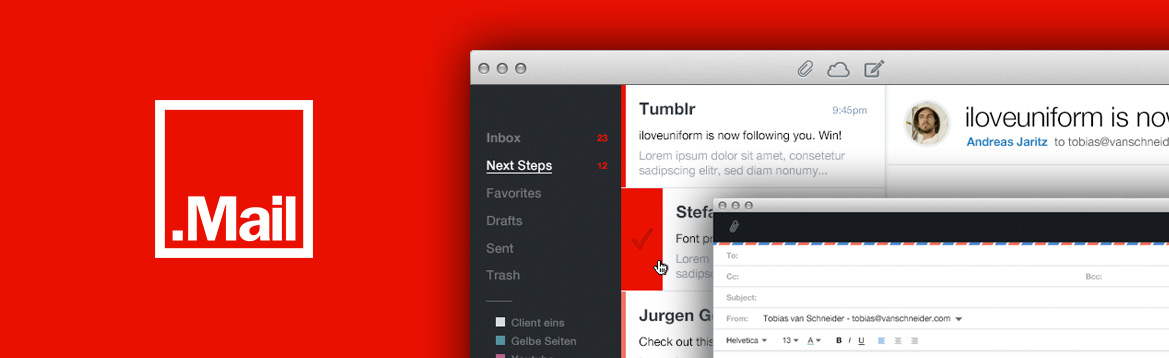 .Mail
Inbox 23
Next Steps 12
Favorites
Drafts
Sent
Trash
Client eins
Gelbe Seiten
Youtube
Tumblr 9:45pm
iloveuniform is now following you. Win!
Lorem ipsum dolor sit amet, consetetur
sadipscing elitr, sed diam nonumy...
Stefa
Font pr
Lorem
sadips
Jurgen G
Check out this
iloveuniform is nov
Andreas Jaritz to tobias@vanschneid
To:
Cc: Bcc:
Subject:
From: Tobias van Schneider - tobias@vanschneider.com
Helvetica 13 A B I U